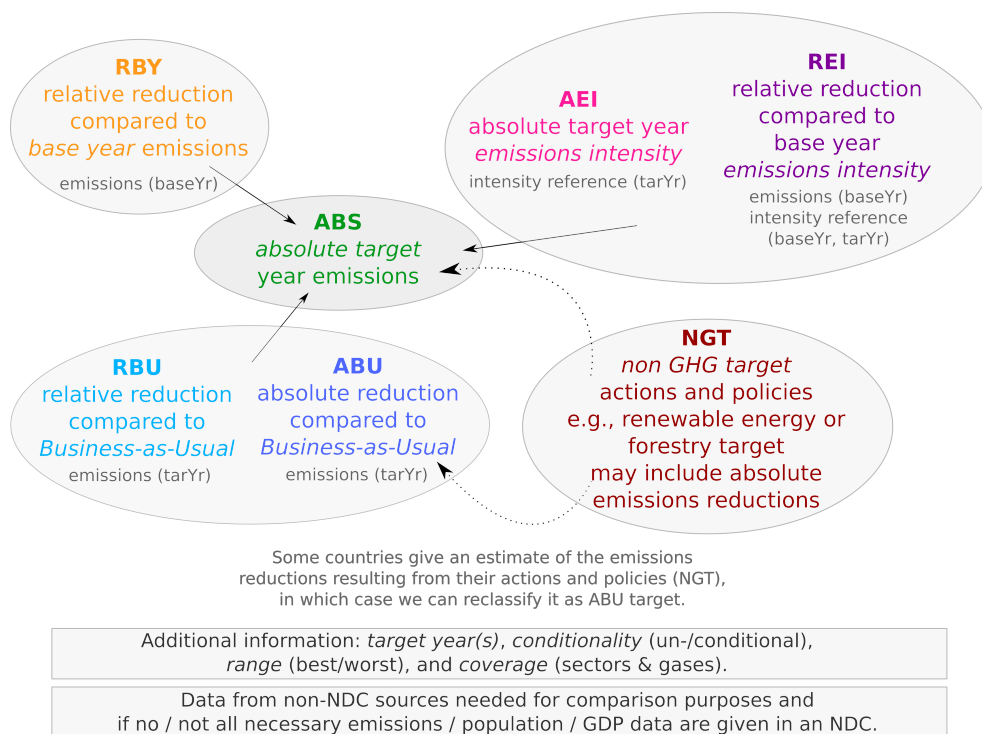 RBY
relative reduction
compared to
base year emissions
emissions (baseYr)
AEI
absolute target year
emissions intensity
intensity reference (tarYr)
REI
relative reduction
compared to
base year
emissions intensity
emissions (baseYr)
intensity reference
(baseYr, tarYr)
ABS
absolute target
year emissions
RBU
relative reduction
compared to
Business-as-Usual
emissions (tarYr)
ABU
absolute reduction
compared to
Business-as-Usual
emissions (tarYr)
NGT
non GHG target
actions and policies
e.g., renewable energy or
forestry target
may include absolute
emissions reductions
Some countries give an estimate of the emissions
reductions resulting from their actions and policies (NGT),
in which case we can reclassify it as ABU target.
Additional information: target year(s), conditionality (un-/conditional),
range (best/worst), and coverage (sectors & gases).
Data from non-NDC sources needed for comparison purposes and
if no / not all necessary emissions / population / GDP data are given in an NDC.